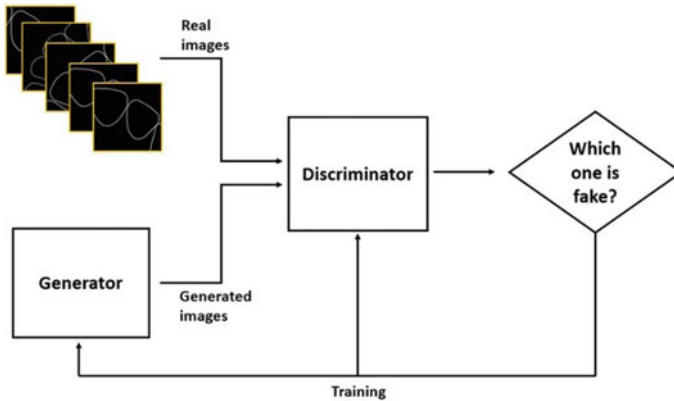 Real
images
Discriminator
Which
one is
fake?
Generator
Generated
images
Training